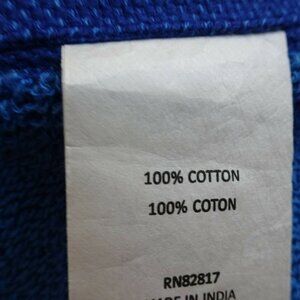 100% COTTON
100% COTON
RN82817
MADE IN INDIA